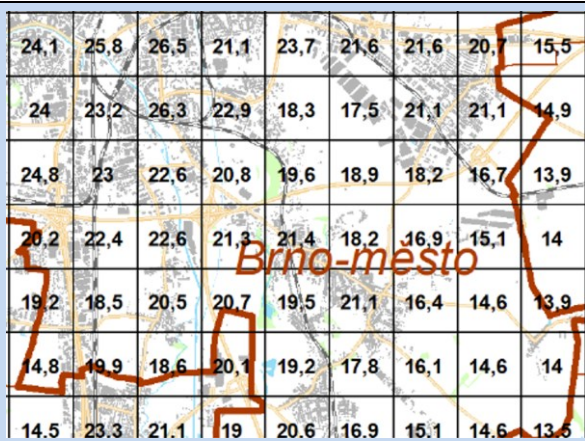 24,1 25,8 26,5 21,1 23,7 21,6 21,6 20,7 15,5
24 23,2 26,3 22,9 18,3 17,5 21,1 21,1 14,9
24,8 23 22,6 20,8 19,6 18,9 18,2 16,7 13,9
20,2 22,4 22,6 21,3 21,4 18,2 16,9 15,1 14
Brno-město
19,2 18,5 20,5 20,7 19,5 21,1 16,4 14,6 13,9
14,8 19,9 18,6 20,1 19,2 17,8 16,1 14,6 14
14,5 23,3 21,1 19 20,6 16,9 15,1 14,6 13,5